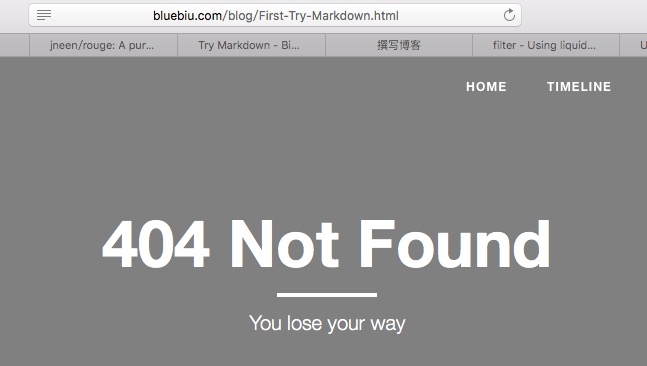 bluebiu.com/blog/First-Try-Markdown.html
jneen/rouge: A pur...
Try Markdown - Bi...
撰写博客
filter - Using liquid...
U
HOME
TIMELINE
404 Not Found
You lose your way